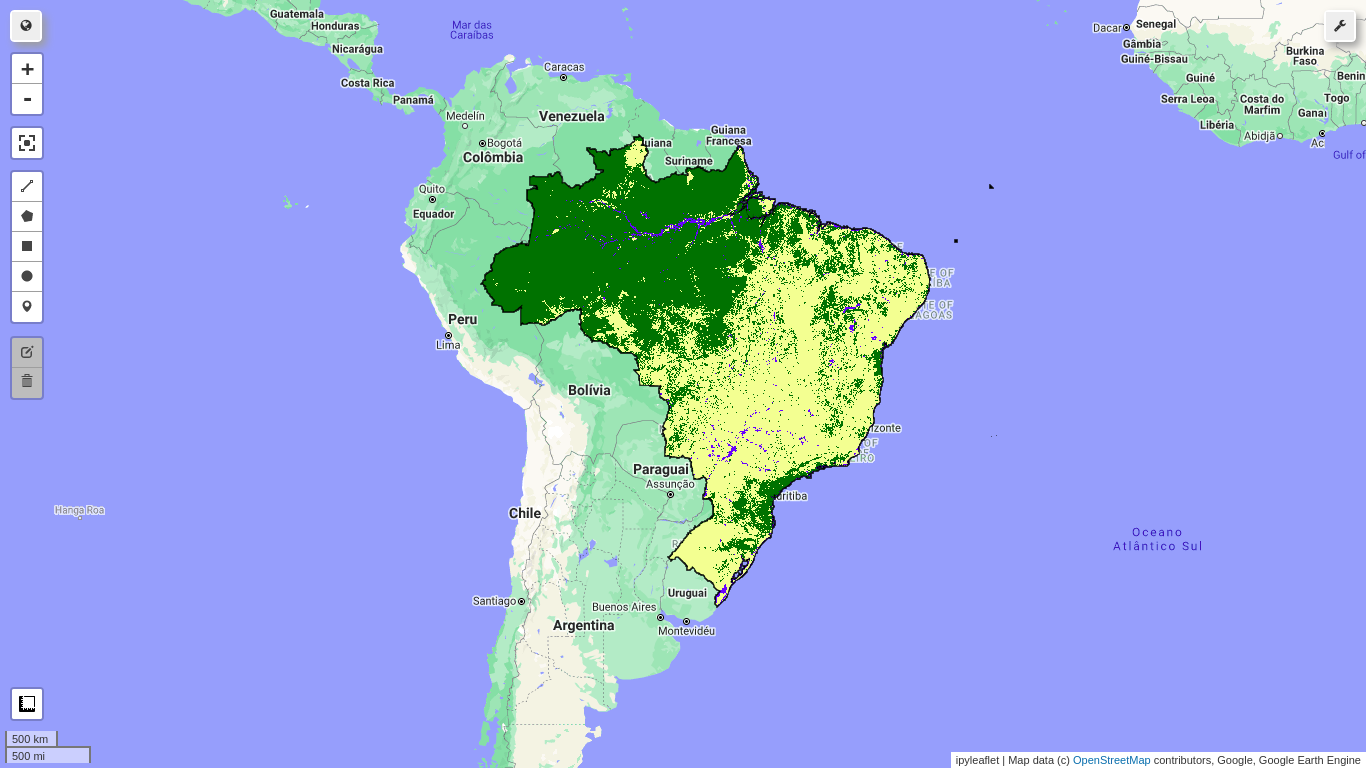 Guatemala
Honduras
Nicarágua
Costa Rica
Panamá
Mar das
Caraíbas
Caracas
Medelín
Venezuela
Bogotá
Colômbia
uiana
Guiana
Francesa
Suriname
Quito
Equador
Peru
Lima
Bolívia
Paraguai
Assunção
Chile
Hanga Roa
Santiago
Buenos Aires
Argentina
Uruguai
Montevidéu
uritiba
izonte
Oceano
Atlântico Sul
Dacar
Senegal
Gâmbia
Guiné-Bissau
Guiné
Serra Leoa
Libéria
Costa do
Marfim
Abidjã
Burkina
Faso
Benin
Togo
Gana
Ac
Gulf of
+
-
500 km
500 mi
ipyleaflet | Map data (c) OpenStreetMap contributors, Google, Google Earth Engine